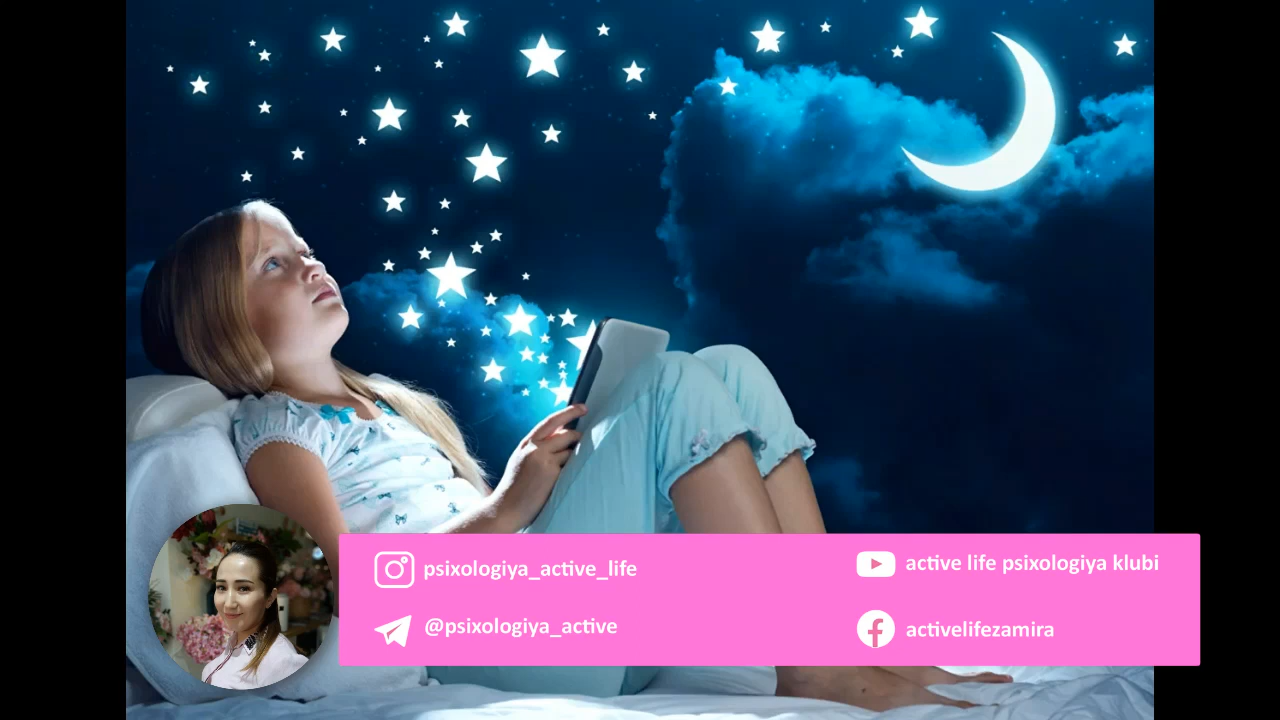 psixologiya_active_life
@psixologiya_active
active life psixologiya klubi
activelifezamira